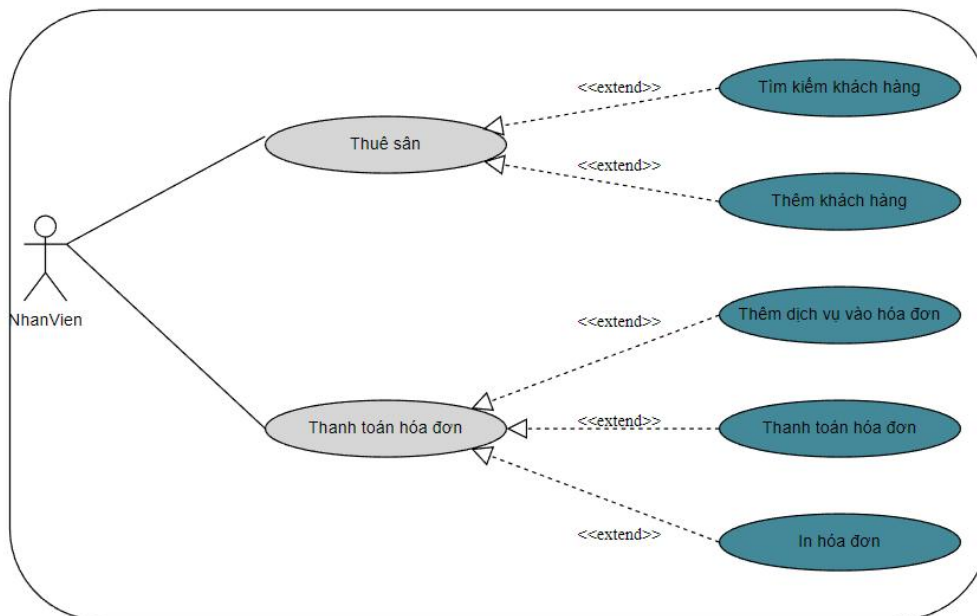 <<extend>>
Tìm kiếm khách hàng
Thuê sân
<<extend>>
Thêm khách hàng
NhanVien
<<extend>>
Thêm dịch vụ vào hóa đơn
Thanh toán hóa đơn
<<extend>>
Thanh toán hóa đơn
<<extend>>
In hóa đơn